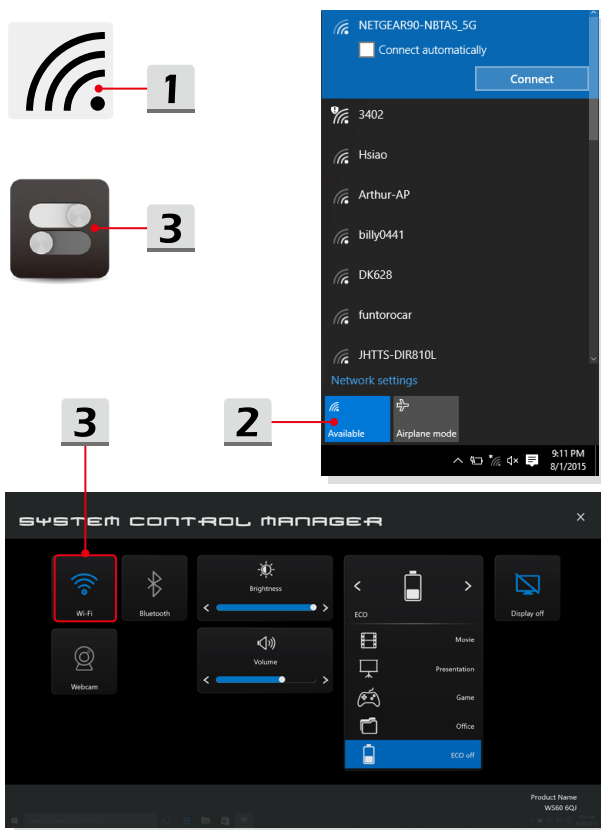 1
3
NETGEAR90-NBTAS_5G
Connect automatically
Connect
3402
Hsiao
Arthur-AP
billy0441
DK628
funtorocar
JHTTS-DIR810L
Network settings
Available
Airplane mode
9:11 PM
8/1/2015
2
3
SYSTEM CONTROL MANAGER
Wi-Fi
Bluetooth
Webcam
Brightness
Volume
ECO
Movie
Presentation
Game
Office
ECO off
Display off
Product Name
WS60 6QJ